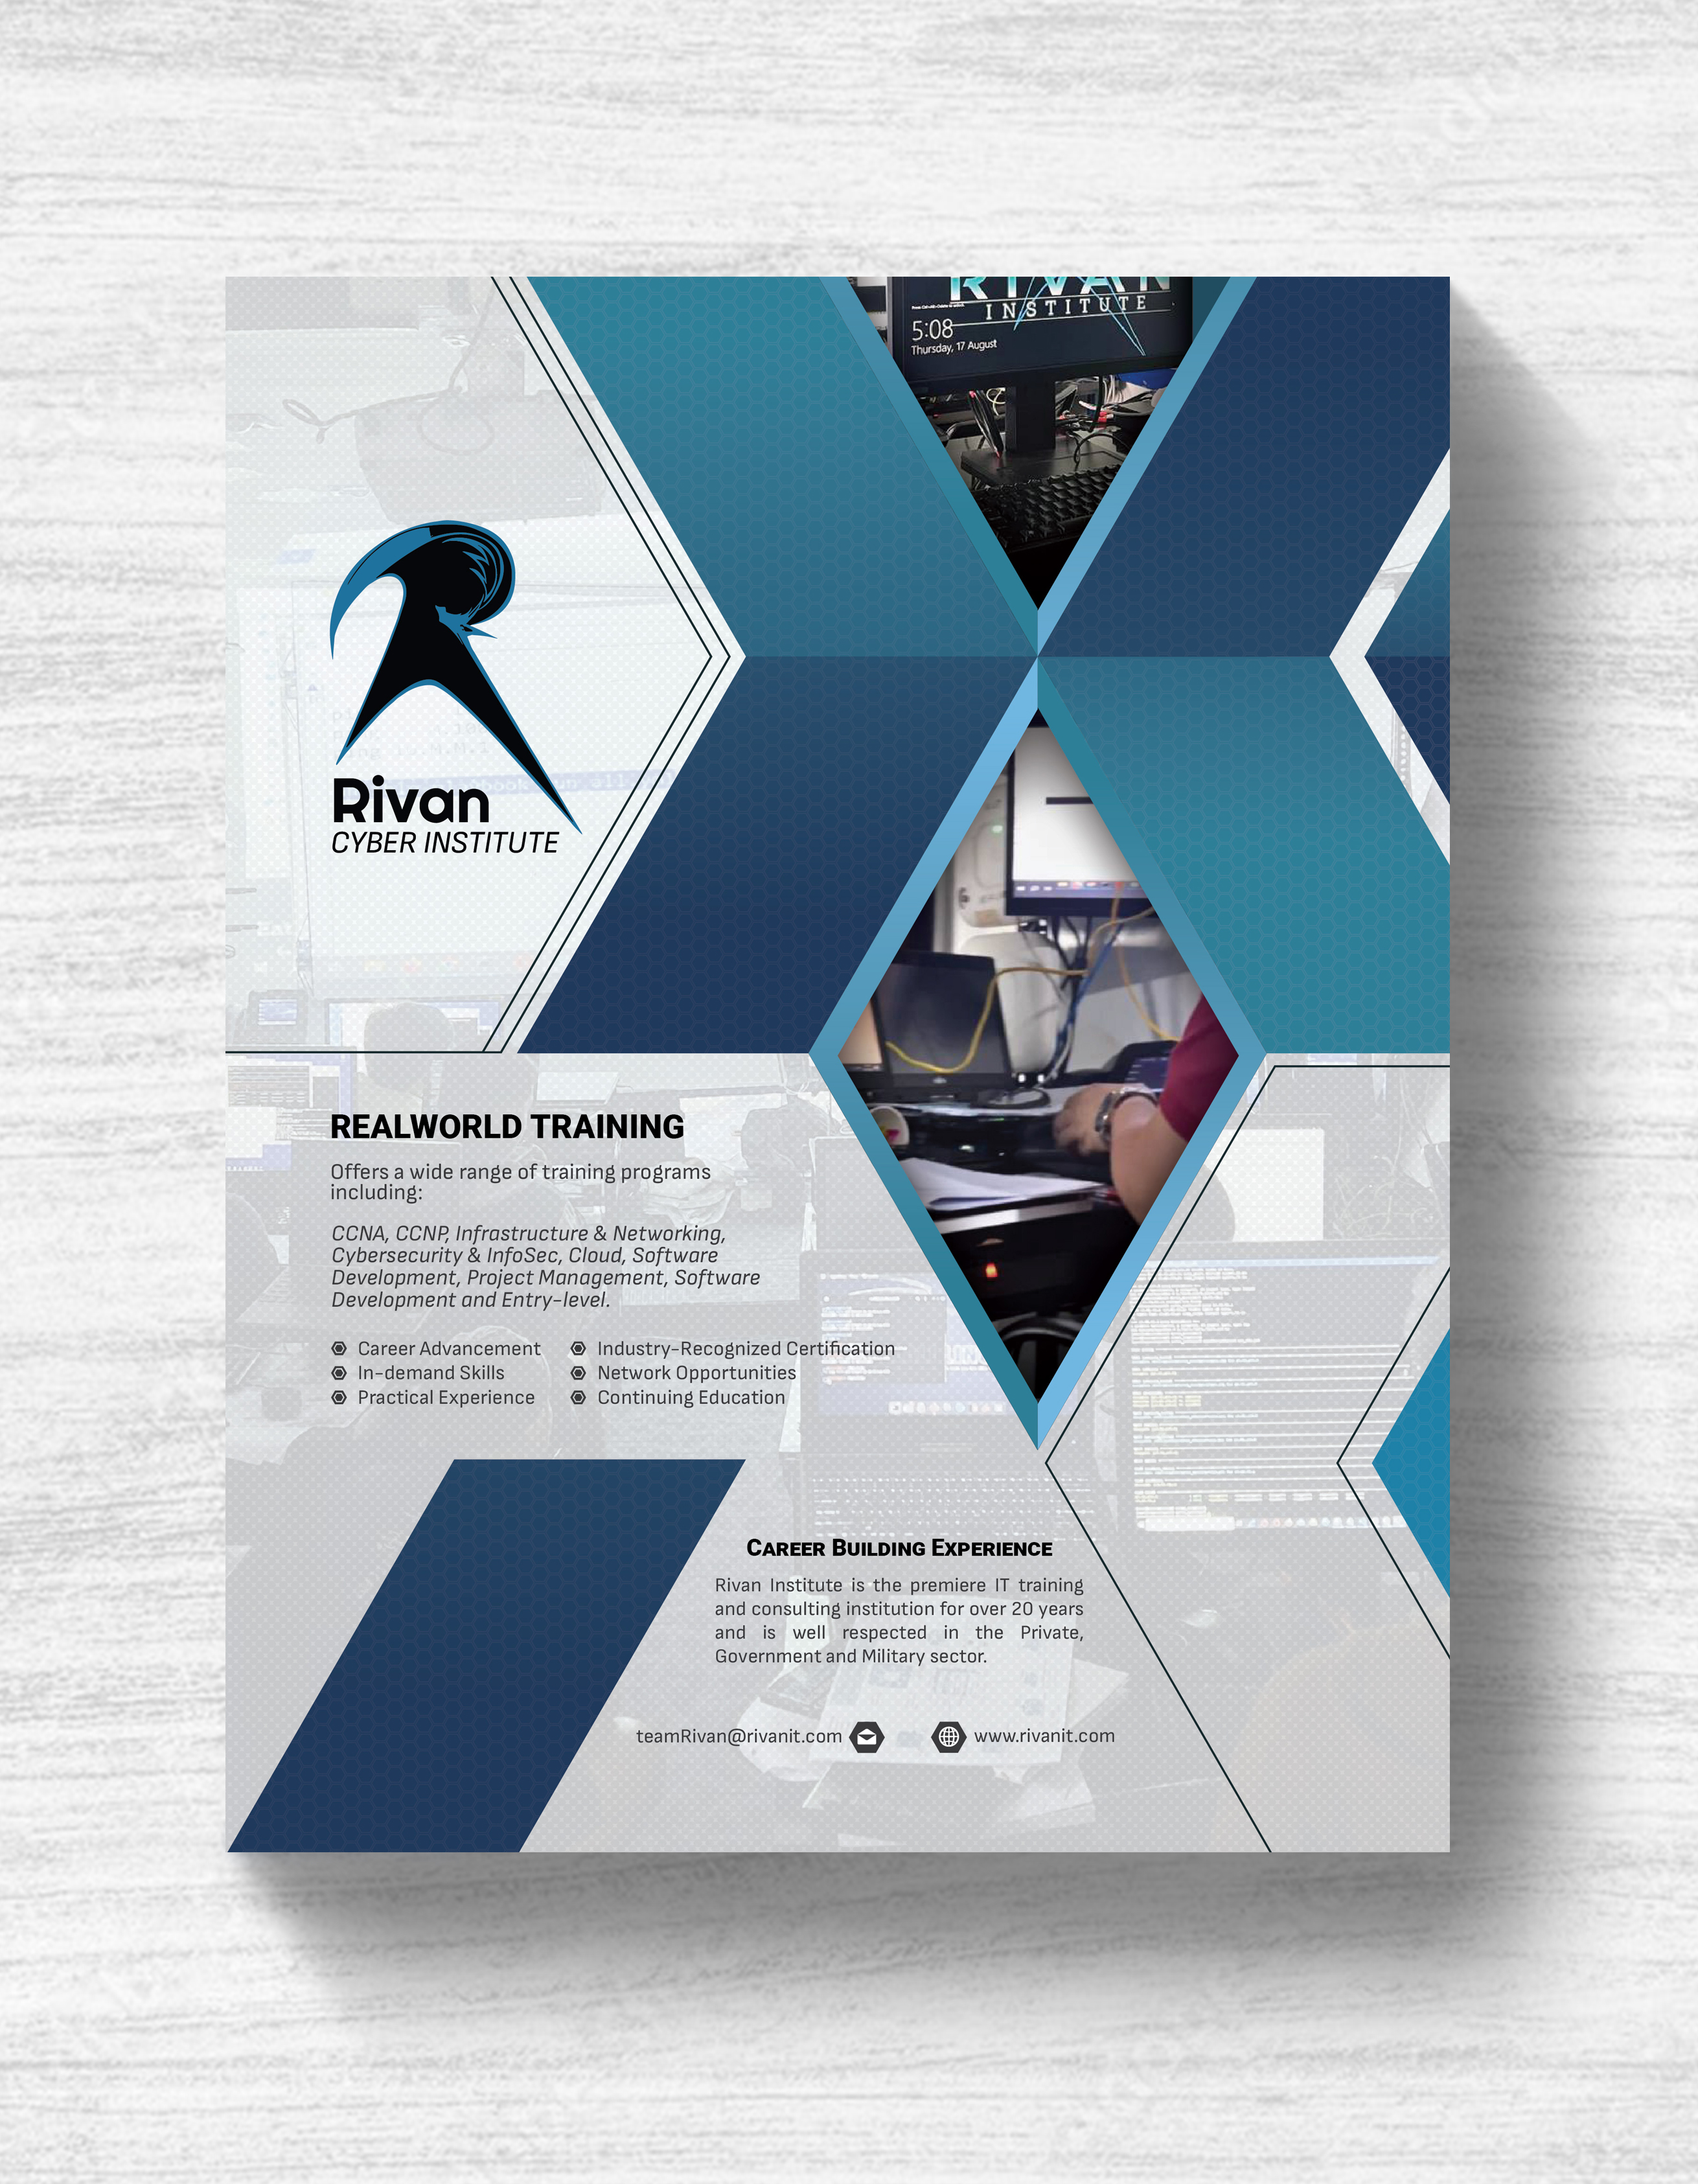 RIVAN
INSTITUTE
5:08
Thursday, 17 August
Rivan
CYBER INSTITUTE
REALWORLD TRAINING
Offers a wide range of training programs
including:
CCNA, CCNP, Infrastructure & Networking,
Cybersecurity & InfoSec, Cloud, Software
Development, Project Management, Software
Development and Entry-level.
Career Advancement
In-demand Skills
Practical Experience
Industry-Recognized Certification
Network Opportunities
Continuing Education
CAREER BUILDING EXPERIENCE
Rivan Institute is the premiere IT training
and consulting institution for over 20 years
and is well respected in the Private,
Government and Military sector.
teamRivan@rivanit.com
www.rivanit.com